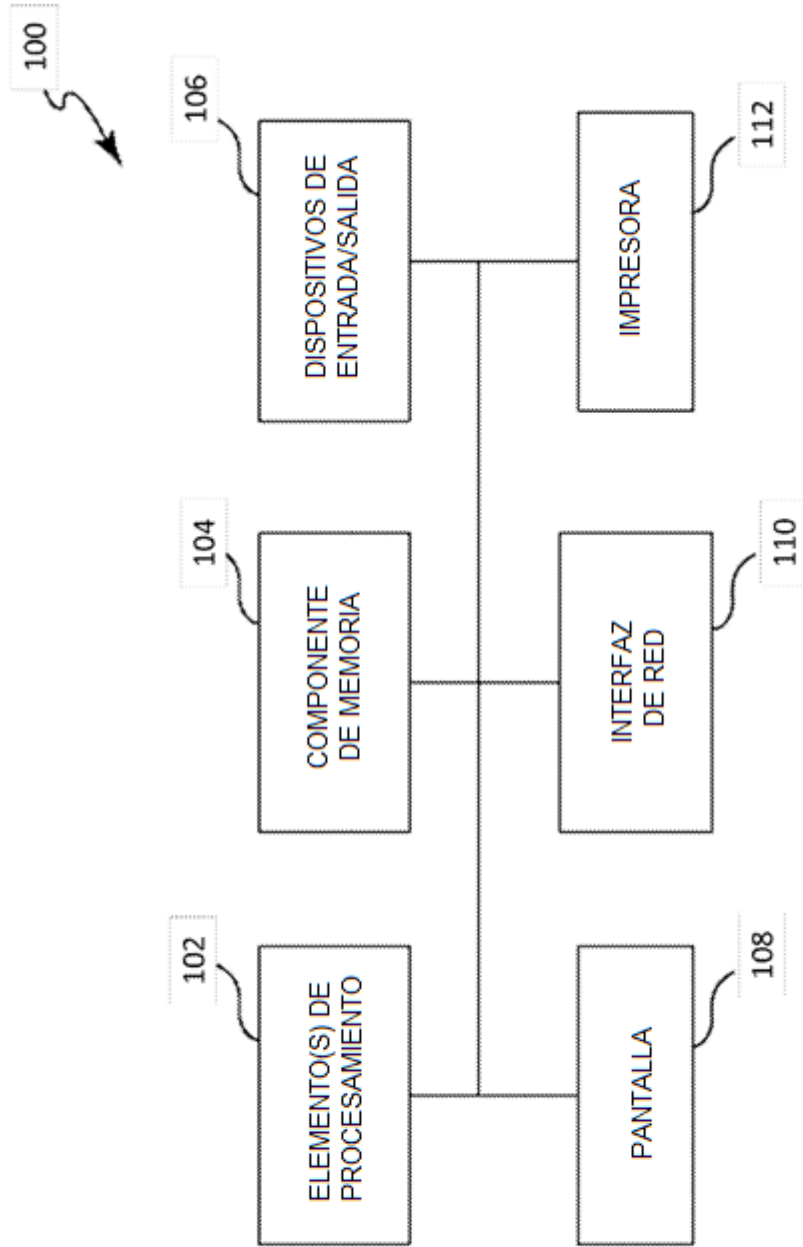 100
102
104
106
ELEMENTO(S) DE
PROCESAMIENTO
COMPONENTE
DE MEMORIA
DISPOSITIVOS DE
ENTRADA/SALIDA
PANTALLA
INTERFAZ
DE RED
IMPRESORA
108
110
112